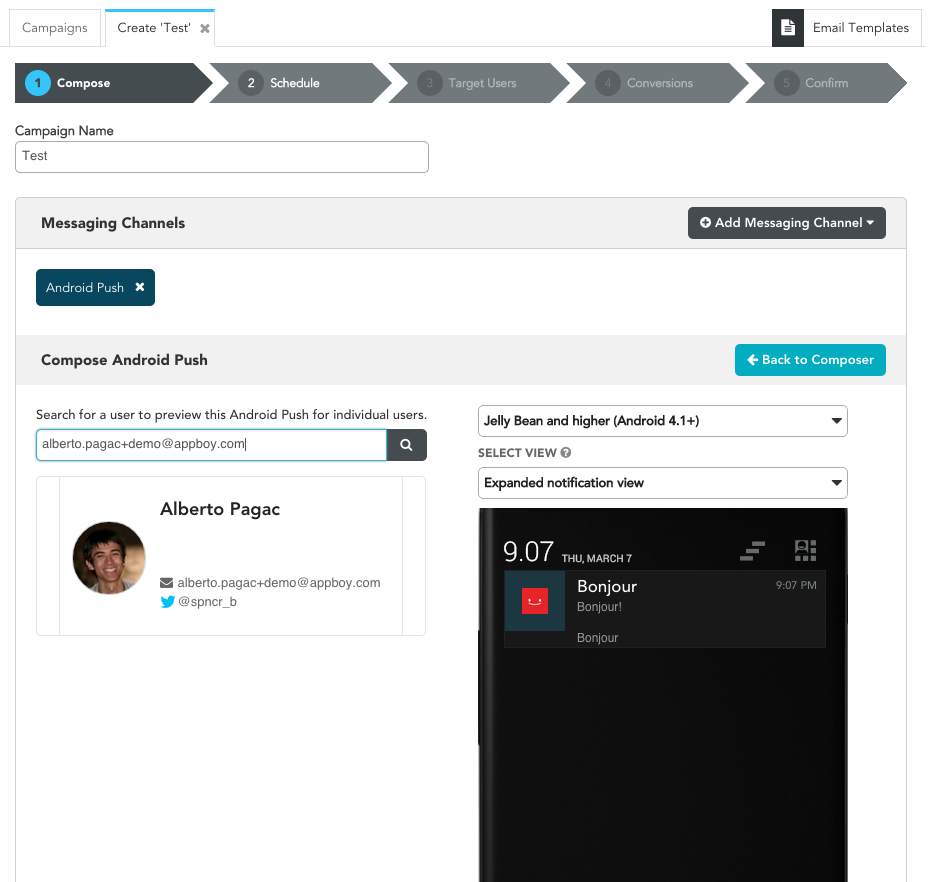 Campaigns
Create 'Test'
Email Templates
1 Compose
2 Schedule
3 Target Users
4 Conversions
5 Confirm
Campaign Name
Test
Messaging Channels
Add Messaging Channel
Android Push
Compose Android Push
Back to Composer
Search for a user to preview this Android Push for individual users.
alberto.pagac+demo@appboy.com
Alberto Pagac
alberto.pagac+demo@appboy.com
@spncr_b
Jelly Bean and higher (Android 4.1+)
SELECT VIEW ?
Expanded notification view
9.07 THU, MARCH 7
Bonjour 9:07 PM
Bonjour!
Bonjour